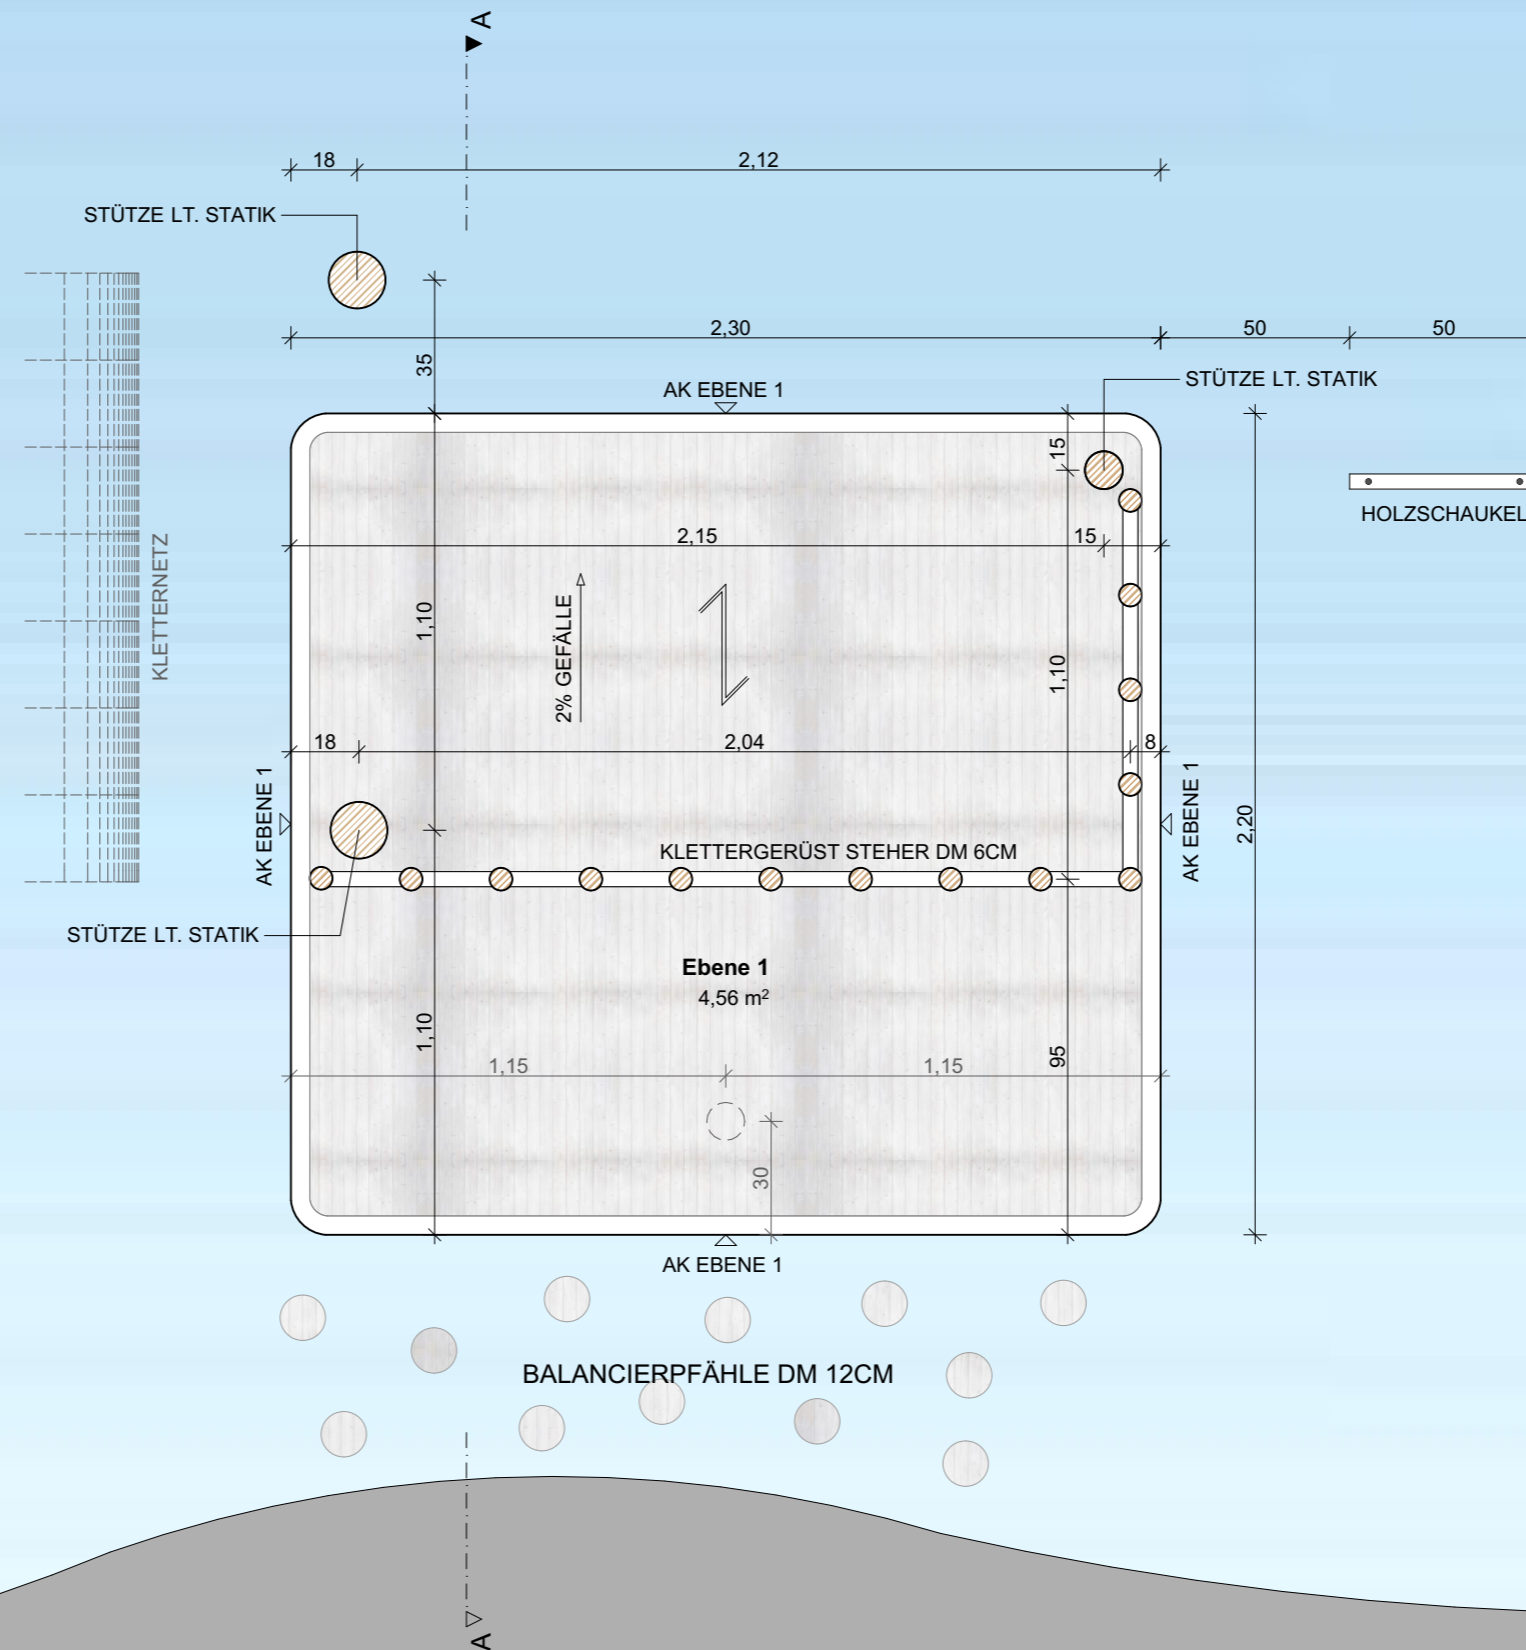 A
18
2,12
STÜTZE LT. STATIK
2,30
50
50
35
AK EBENE 1
STÜTZE LT. STATIK
15
HOLZSCHAUKEL
2,15
15
KLETTERNETZ
1,10
2% GEFÄLLE
1,10
18
2,04
8
AK EBENE 1
AK EBENE 1
2,20
KLETTERGERÜST STEHER DM 6CM
STÜTZE LT. STATIK
Ebene 1
4,56 m²
1,10
95
1,15
1,15
30
AK EBENE 1
BALANCIERPFÄHLE DM 12CM
A